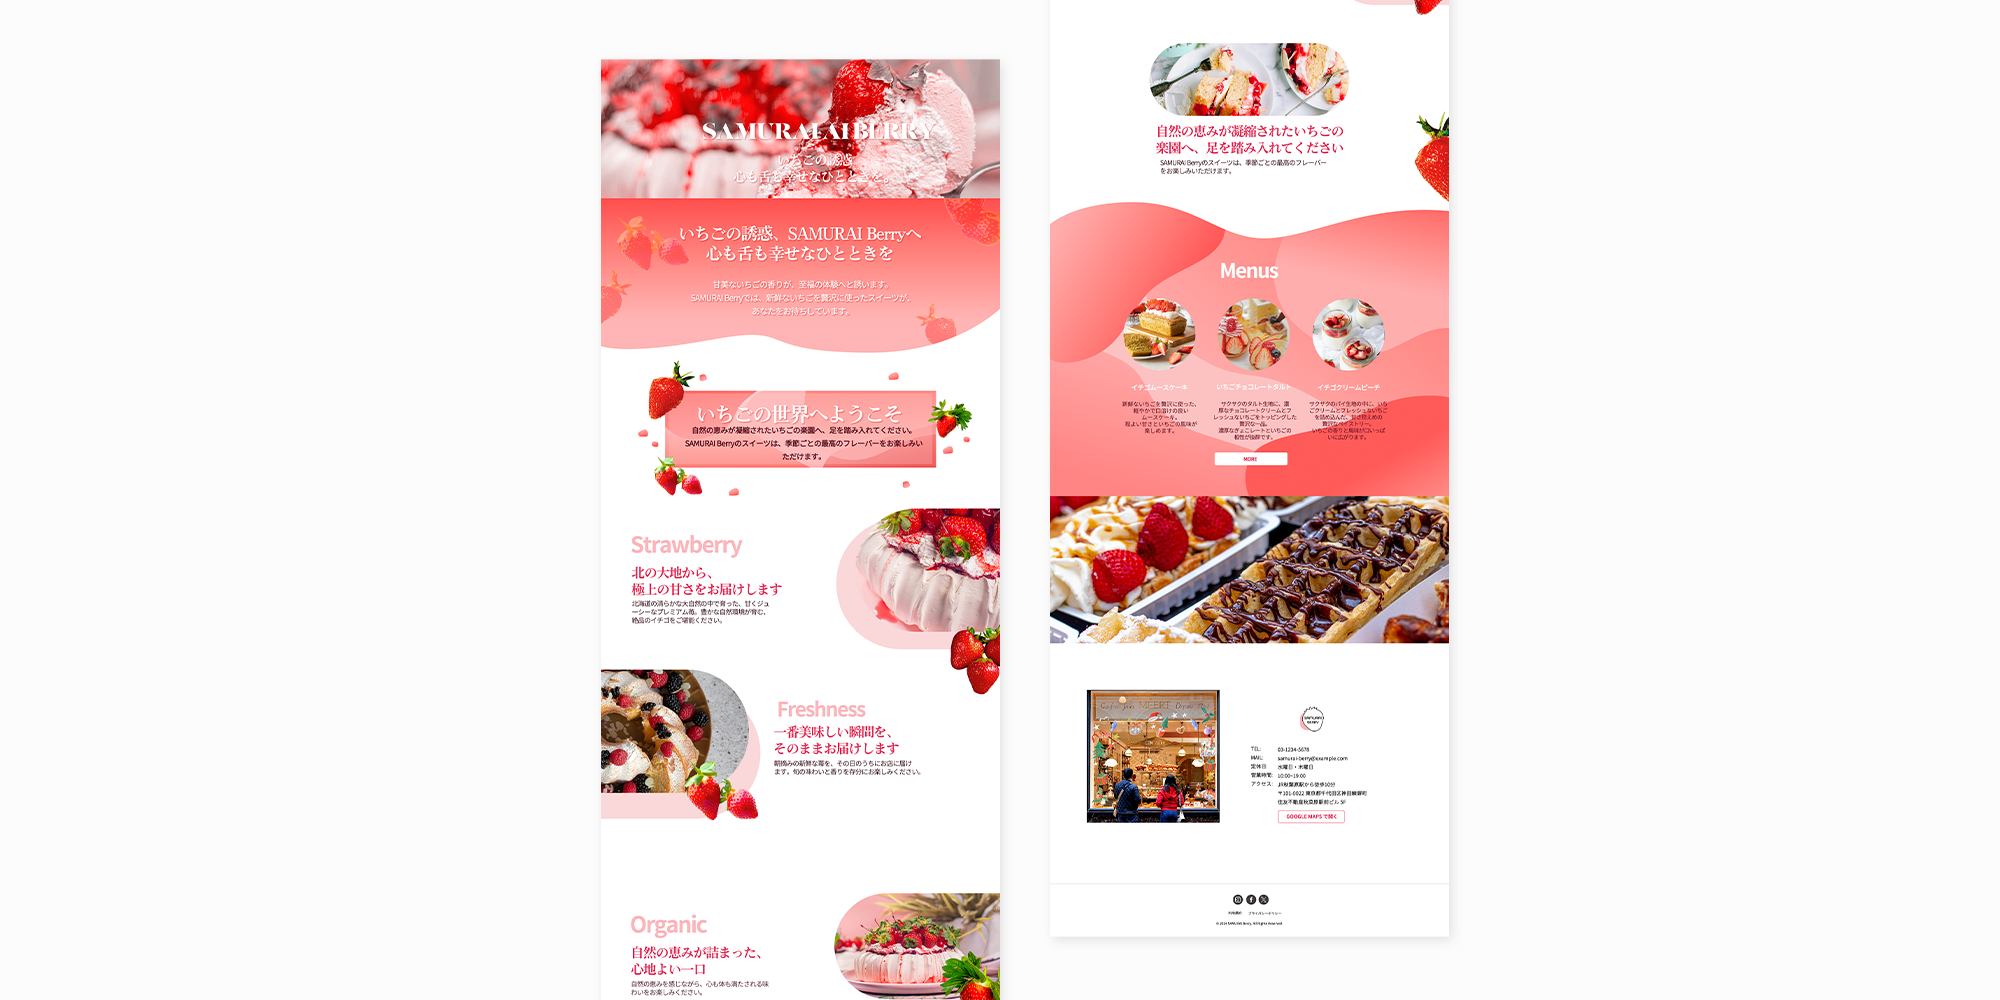 SAMURAI BERRY
いちごの誘惑
心も舌も幸せなひとときを。
いちごの誘惑、SAMURAI Berryへ
心も舌も幸せなひとときを
甘美ないちごの香りが、至福の体験へと誘います。
SAMURAI Berryでは、新鮮ないちごを贅沢に使ったスイーツが、
あなたをお待ちしています。
いちごの世界へようこそ
自然の恵みが凝縮されたいちごの楽園へ、足を踏み入れてください。
SAMURAI Berryのスイーツは、季節ごとの最高のフレーバーをお楽しみい
ただけます。
Strawberry
北の大地から、
極上の甘さをお届けします
北海道の清らかな大自然の中で育った、甘くジュ
ーシーなプレミアム苺。豊かな自然環境が育む、
絶品のイチゴをご堪能ください。
Freshness
一番美味しい瞬間を、
そのままお届けします
朝摘みの新鮮な苺を、その日のうちにお店に届け
ます。旬の味わいと香りを存分にお楽しみください。
Organic
自然の恵みが詰まった、
心地よい一口
自然の恵みを感じながら、心も体も満たされる味
わいをお楽しみください。
自然の恵みが凝縮されたいちごの
楽園へ、足を踏み入れてください
SAMURAI Berryのスイーツは、季節ごとの最高のフレーバー
をお楽しみいただけます。
Menus
イチゴムースケーキ
新鮮ないちごを贅沢に使った、
軽やかで口溶けの良い
ムースケーキ。
程よい甘さといちごの風味が
楽しめます。
いちごチョコレートタルト
サクサクのタルト生地に、濃
厚なチョコレートクリームとフ
レッシュないちごをトッピングした
贅沢な一品。
濃厚なチョコレートといちごの
相性が抜群です。
イチゴクリームピーチ
サクサクのパイ生地の中に、いち
ごクリームとフレッシュないちご
を詰め込んだ、甘さ控えめの
贅沢なペイストリー。
いちごの香りと風味が口いっぱ
いに広がります。
MORE
MEERT
SAMURAI
BERRY
TEL: 03-1234-5678
MAIL: samurai-berry@example.com
定休日: 水曜日・木曜日
営業時間: 10:00~19:00
アクセス: JR秋葉原駅から徒歩10分
〒101-0022 東京都千代田区神田練塀町
住友不動産秋葉原駅前ビル 5F
GOOGLE MAPS で開く
利用規約 プライバシーポリシー
© 2024 SAMURAI Berry. All Rights Reserved